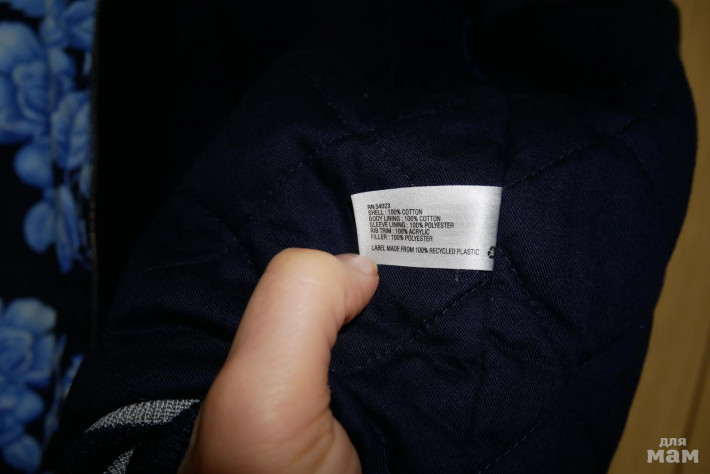 RN 54023
SHELL : 100% COTTON
BODY LINING : 100% COTTON
SLEEVE LINING : 100% POLYESTER
RIB TRIM : 100% ACRYLIC
FILLER : 100% POLYESTER
LABEL MADE FROM 100% RECYCLED PLASTIC
для
мам